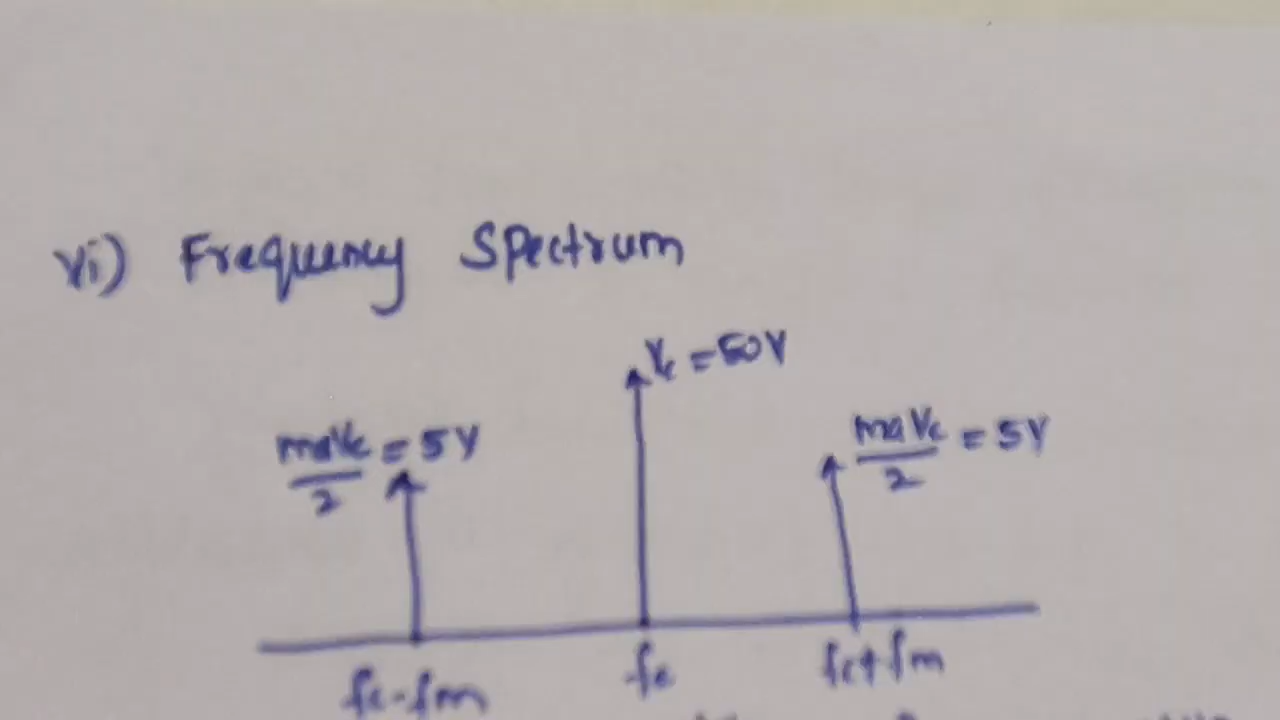 vi) Frequency Spectrum
Vc = 50V
maVc/2 = 5V
maVc/2 = 5V
fc-fm
fc
fc+fm